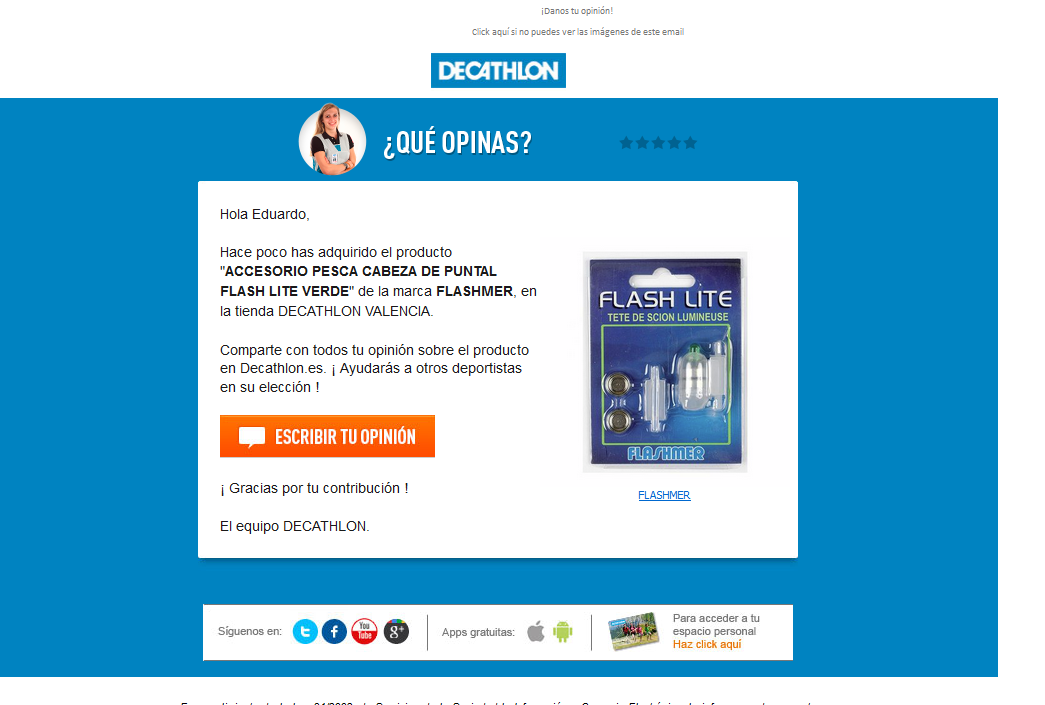 ¡Danos tu opinión!
Click aquí si no puedes ver las imágenes de este email
DECATHLON
¿QUÉ OPINAS?
Hola Eduardo,
Hace poco has adquirido el producto
"ACCESORIO PESCA CABEZA DE PUNTAL
FLASH LITE VERDE" de la marca FLASHMER, en
la tienda DECATHLON VALENCIA.
Comparte con todos tu opinión sobre el producto
en Decathlon.es. ¡ Ayudarás a otros deportistas
en su elección !
ESCRIBIR TU OPINIÓN
¡ Gracias por tu contribución !
El equipo DECATHLON.
FLASH LITE
TETE DE SCION LUMINEUSE
FLASHMER
FLASHMER
Síguenos en:
You
Tube
g+
Apps gratuitas:
Para acceder a tu
espacio personal
Haz click aquí